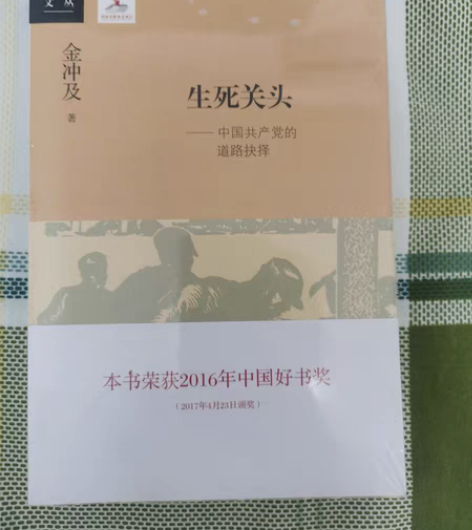 文丛
金冲及
著
生死关头
——中国共产党的
道路抉择
本书荣获2016年中国好书奖
（2017年4月23日颁奖）